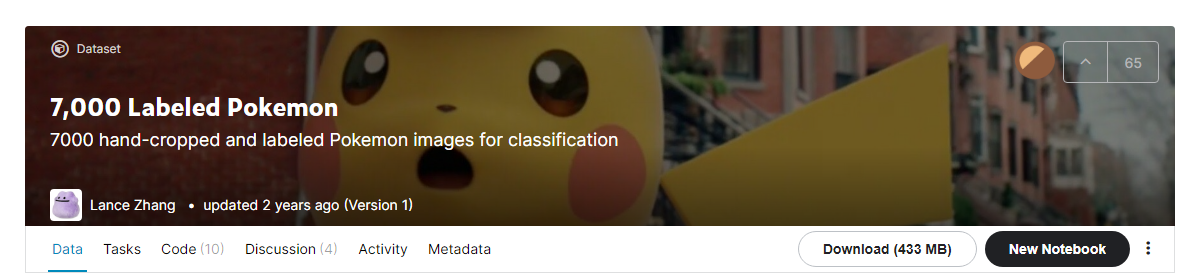 Dataset
65
7,000 Labeled Pokemon
7000 hand-cropped and labeled Pokemon images for classification
Lance Zhang • updated 2 years ago (Version 1)
Data Tasks Code (10) Discussion (4) Activity Metadata Download (433 MB) New Notebook